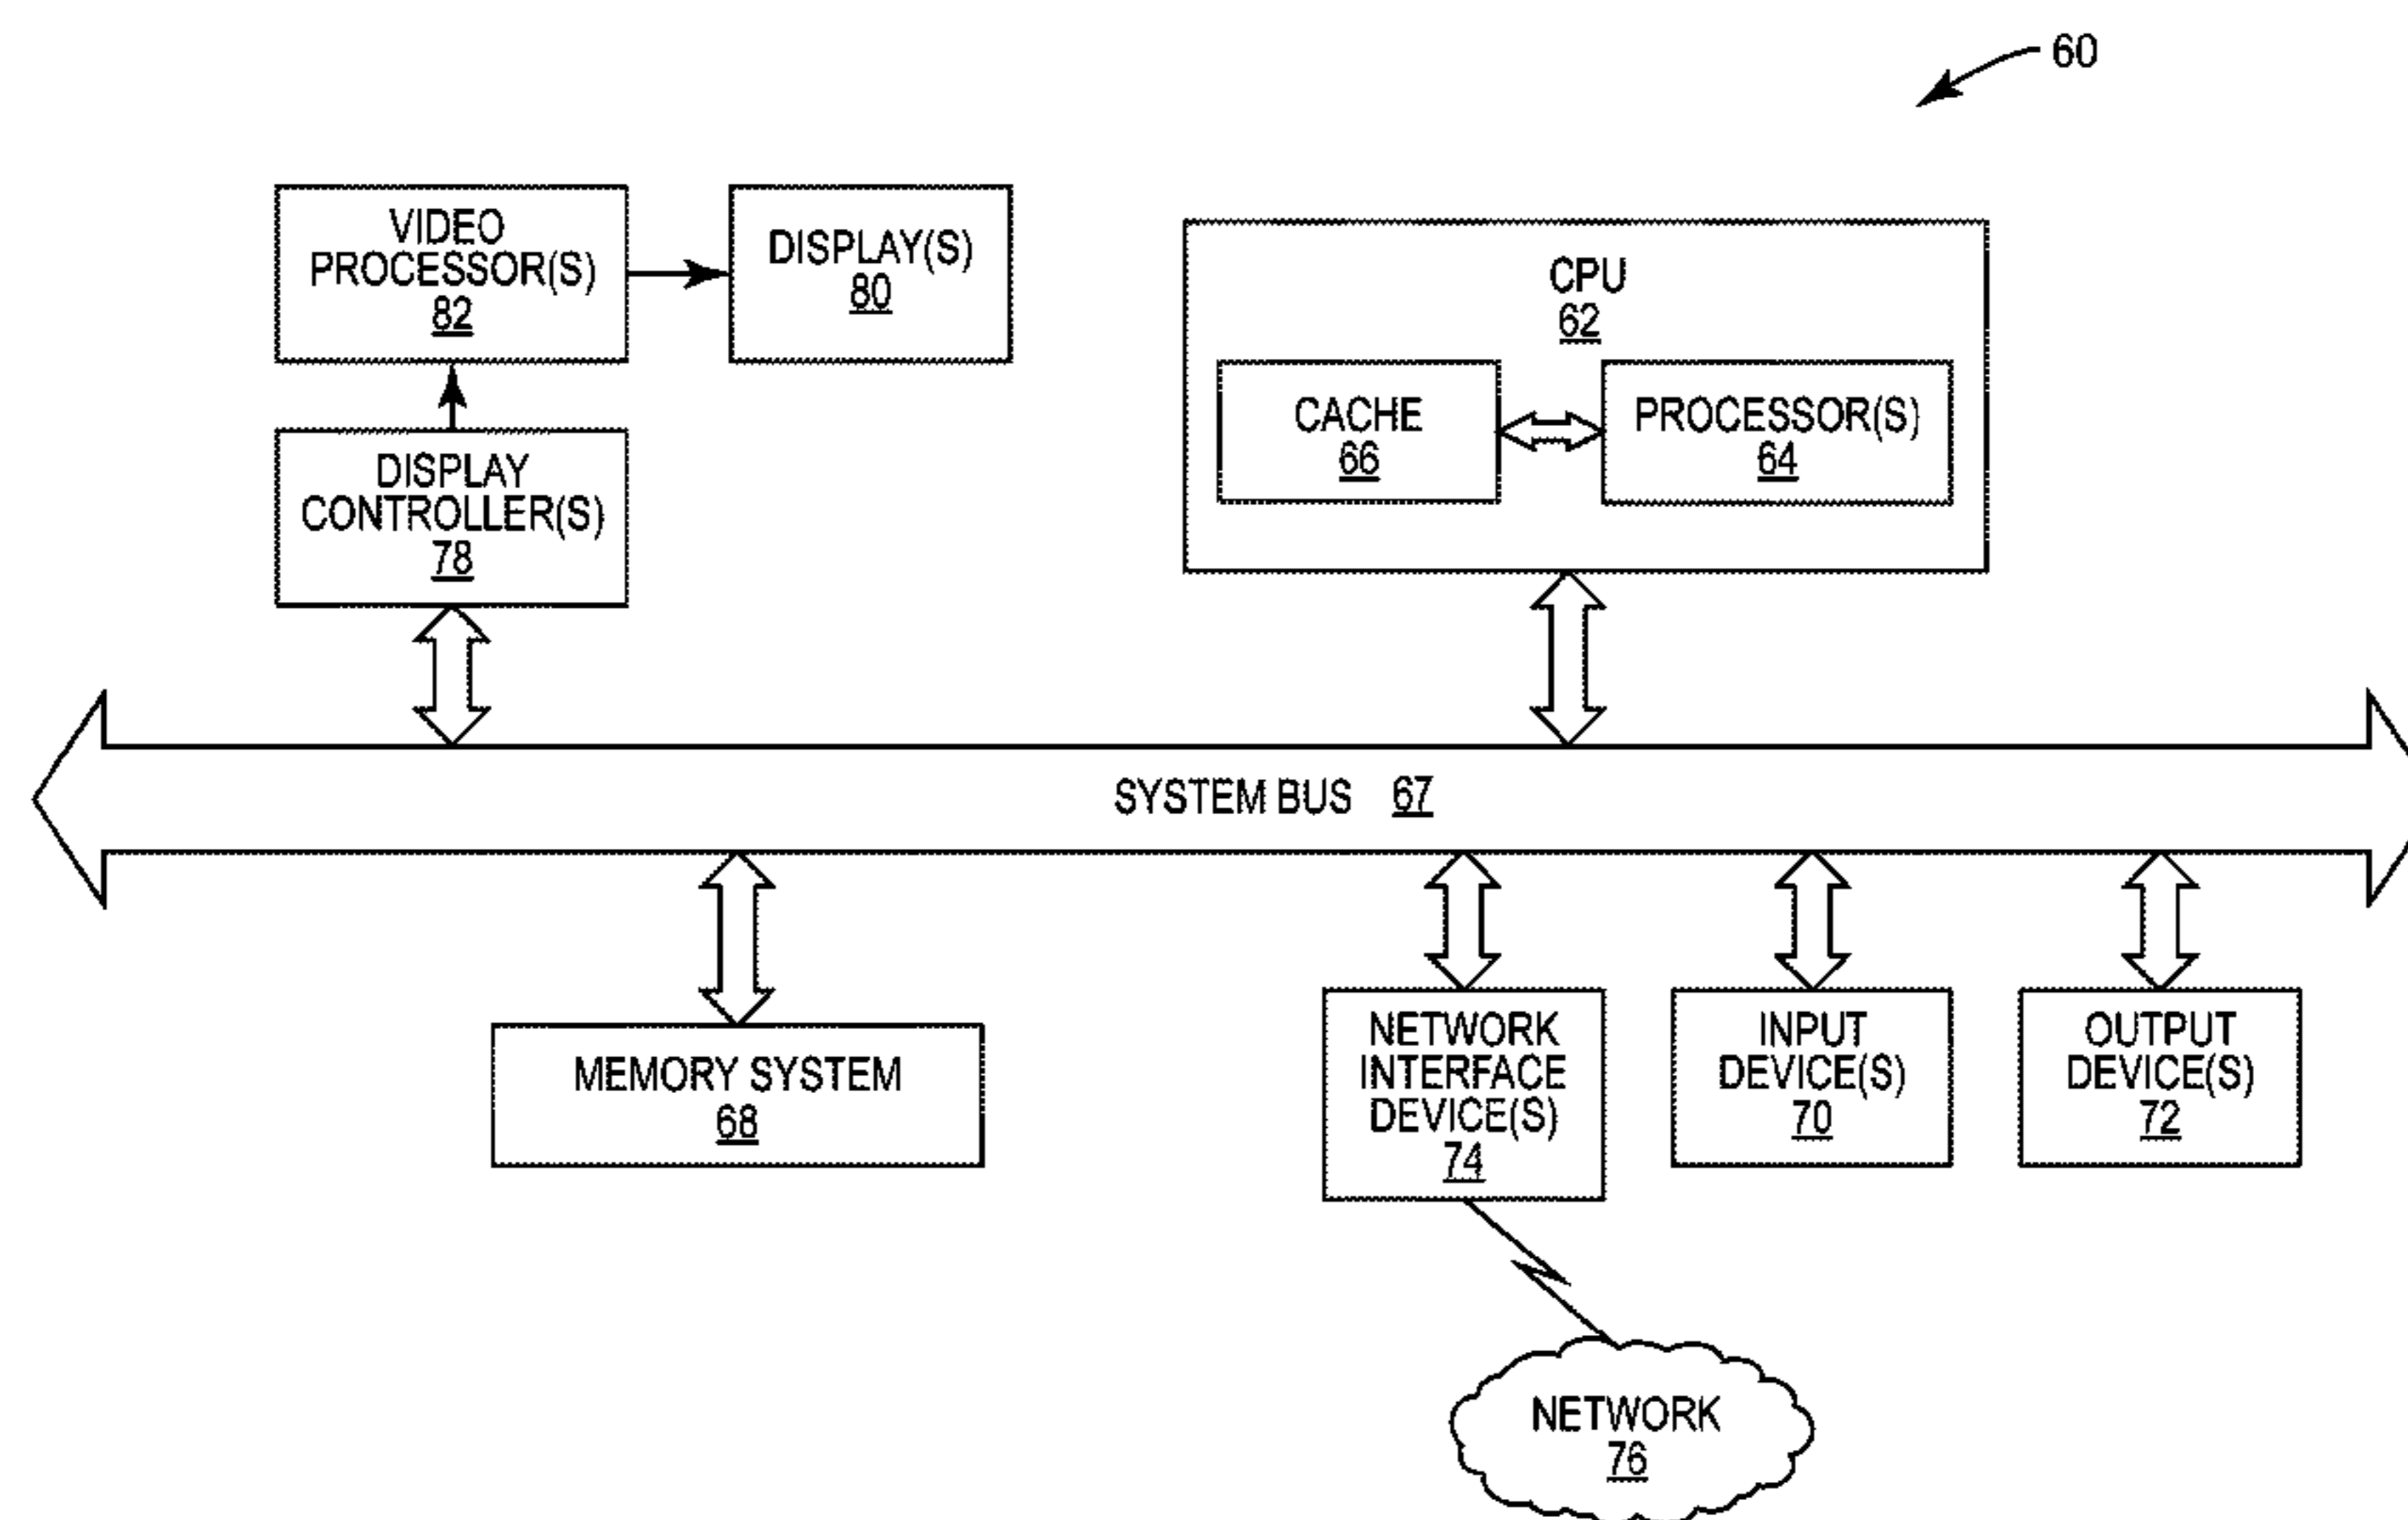 60
VIDEO
PROCESSOR(S)
82
DISPLAY(S)
80
CPU
62
CACHE
66
PROCESSOR(S)
64
DISPLAY
CONTROLLER(S)
78
SYSTEM BUS 67
MEMORY SYSTEM
68
NETWORK
INTERFACE
DEVICE(S)
74
INPUT
DEVICE(S)
70
OUTPUT
DEVICE(S)
72
NETWORK
76